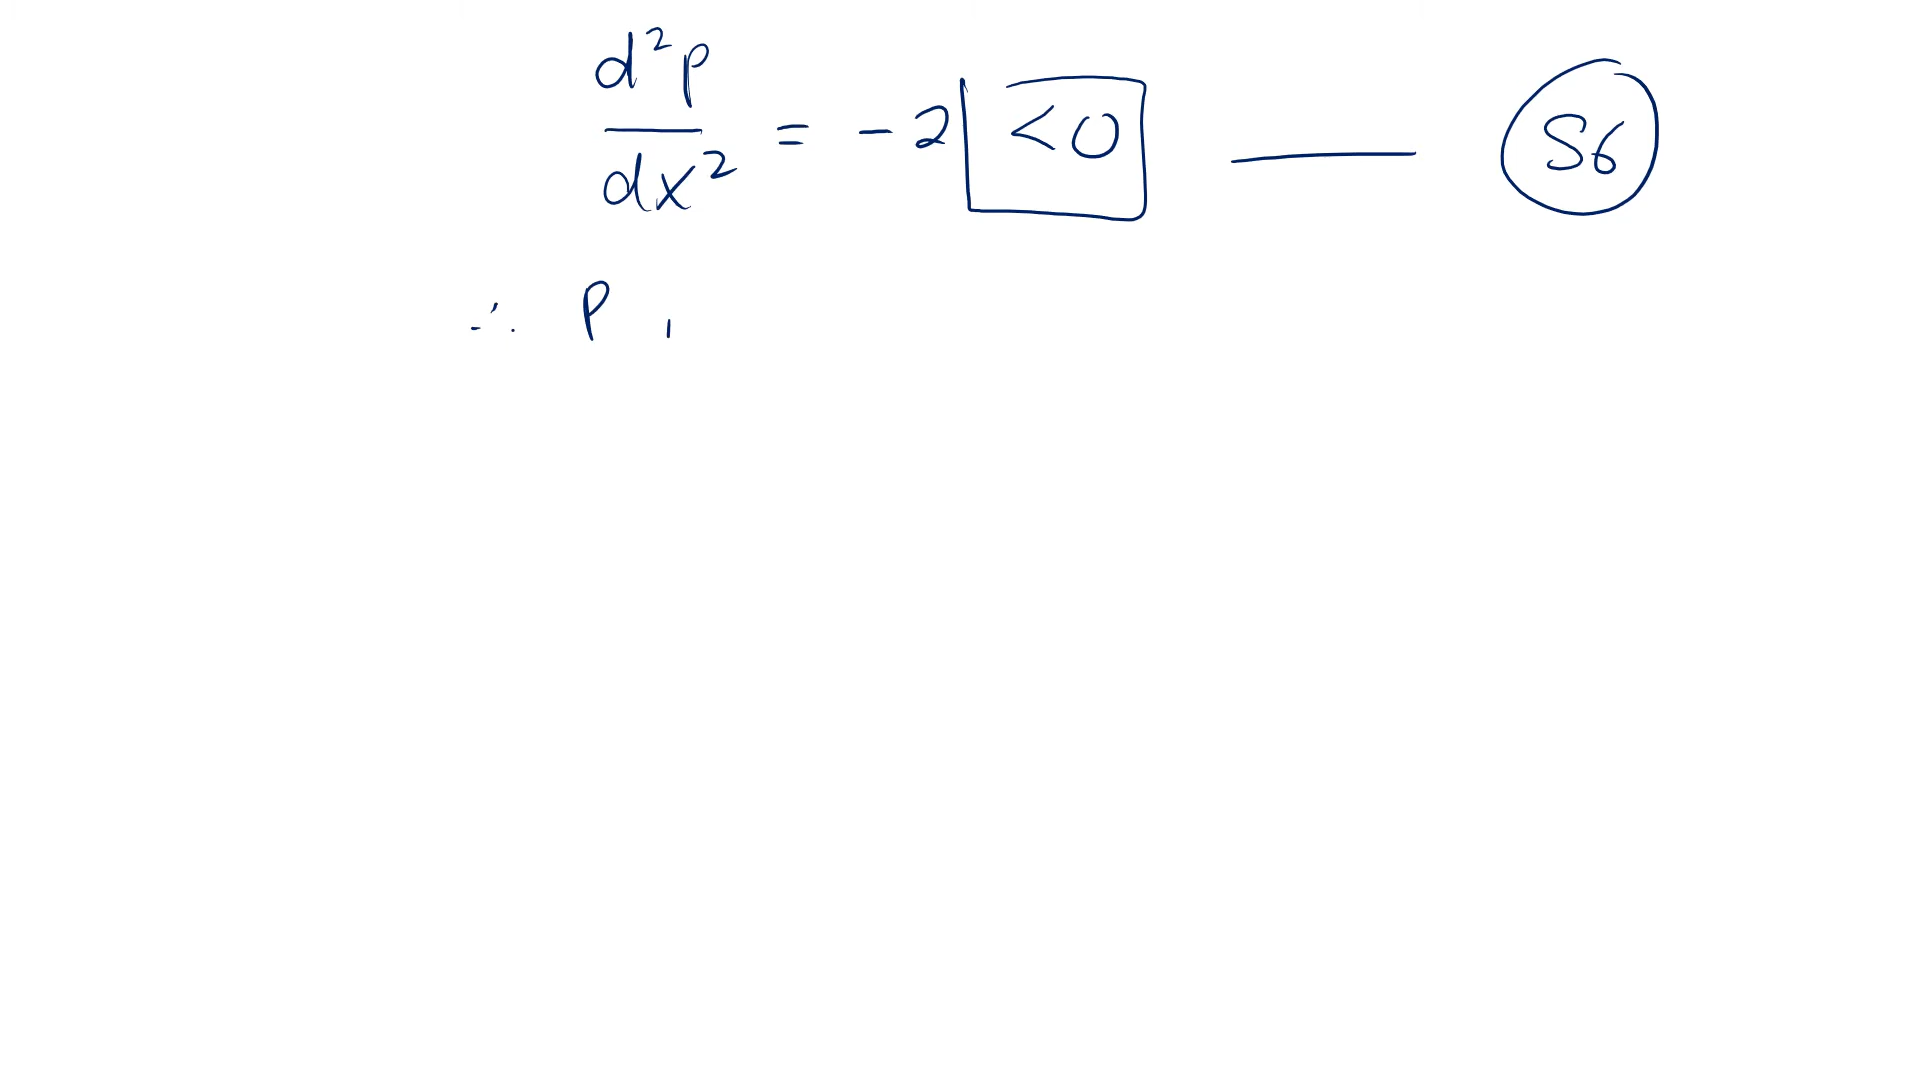 d²p/dx² = -2 <0 —— S6
∴ P